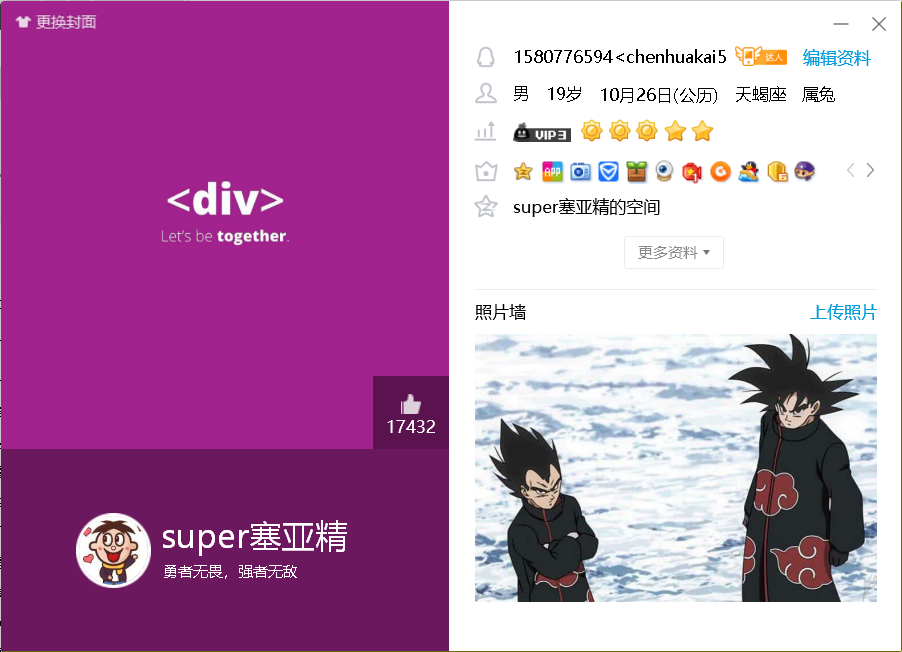 更换封面
<div>
Let's be together.
17432
super塞亚精
勇者无畏，强者无敌
1580776594<chenhuakai5 达人 编辑资料
男 19岁 10月26日(公历) 天蝎座 属兔
VIP3
APP
super塞亚精的空间
更多资料
照片墙 上传照片